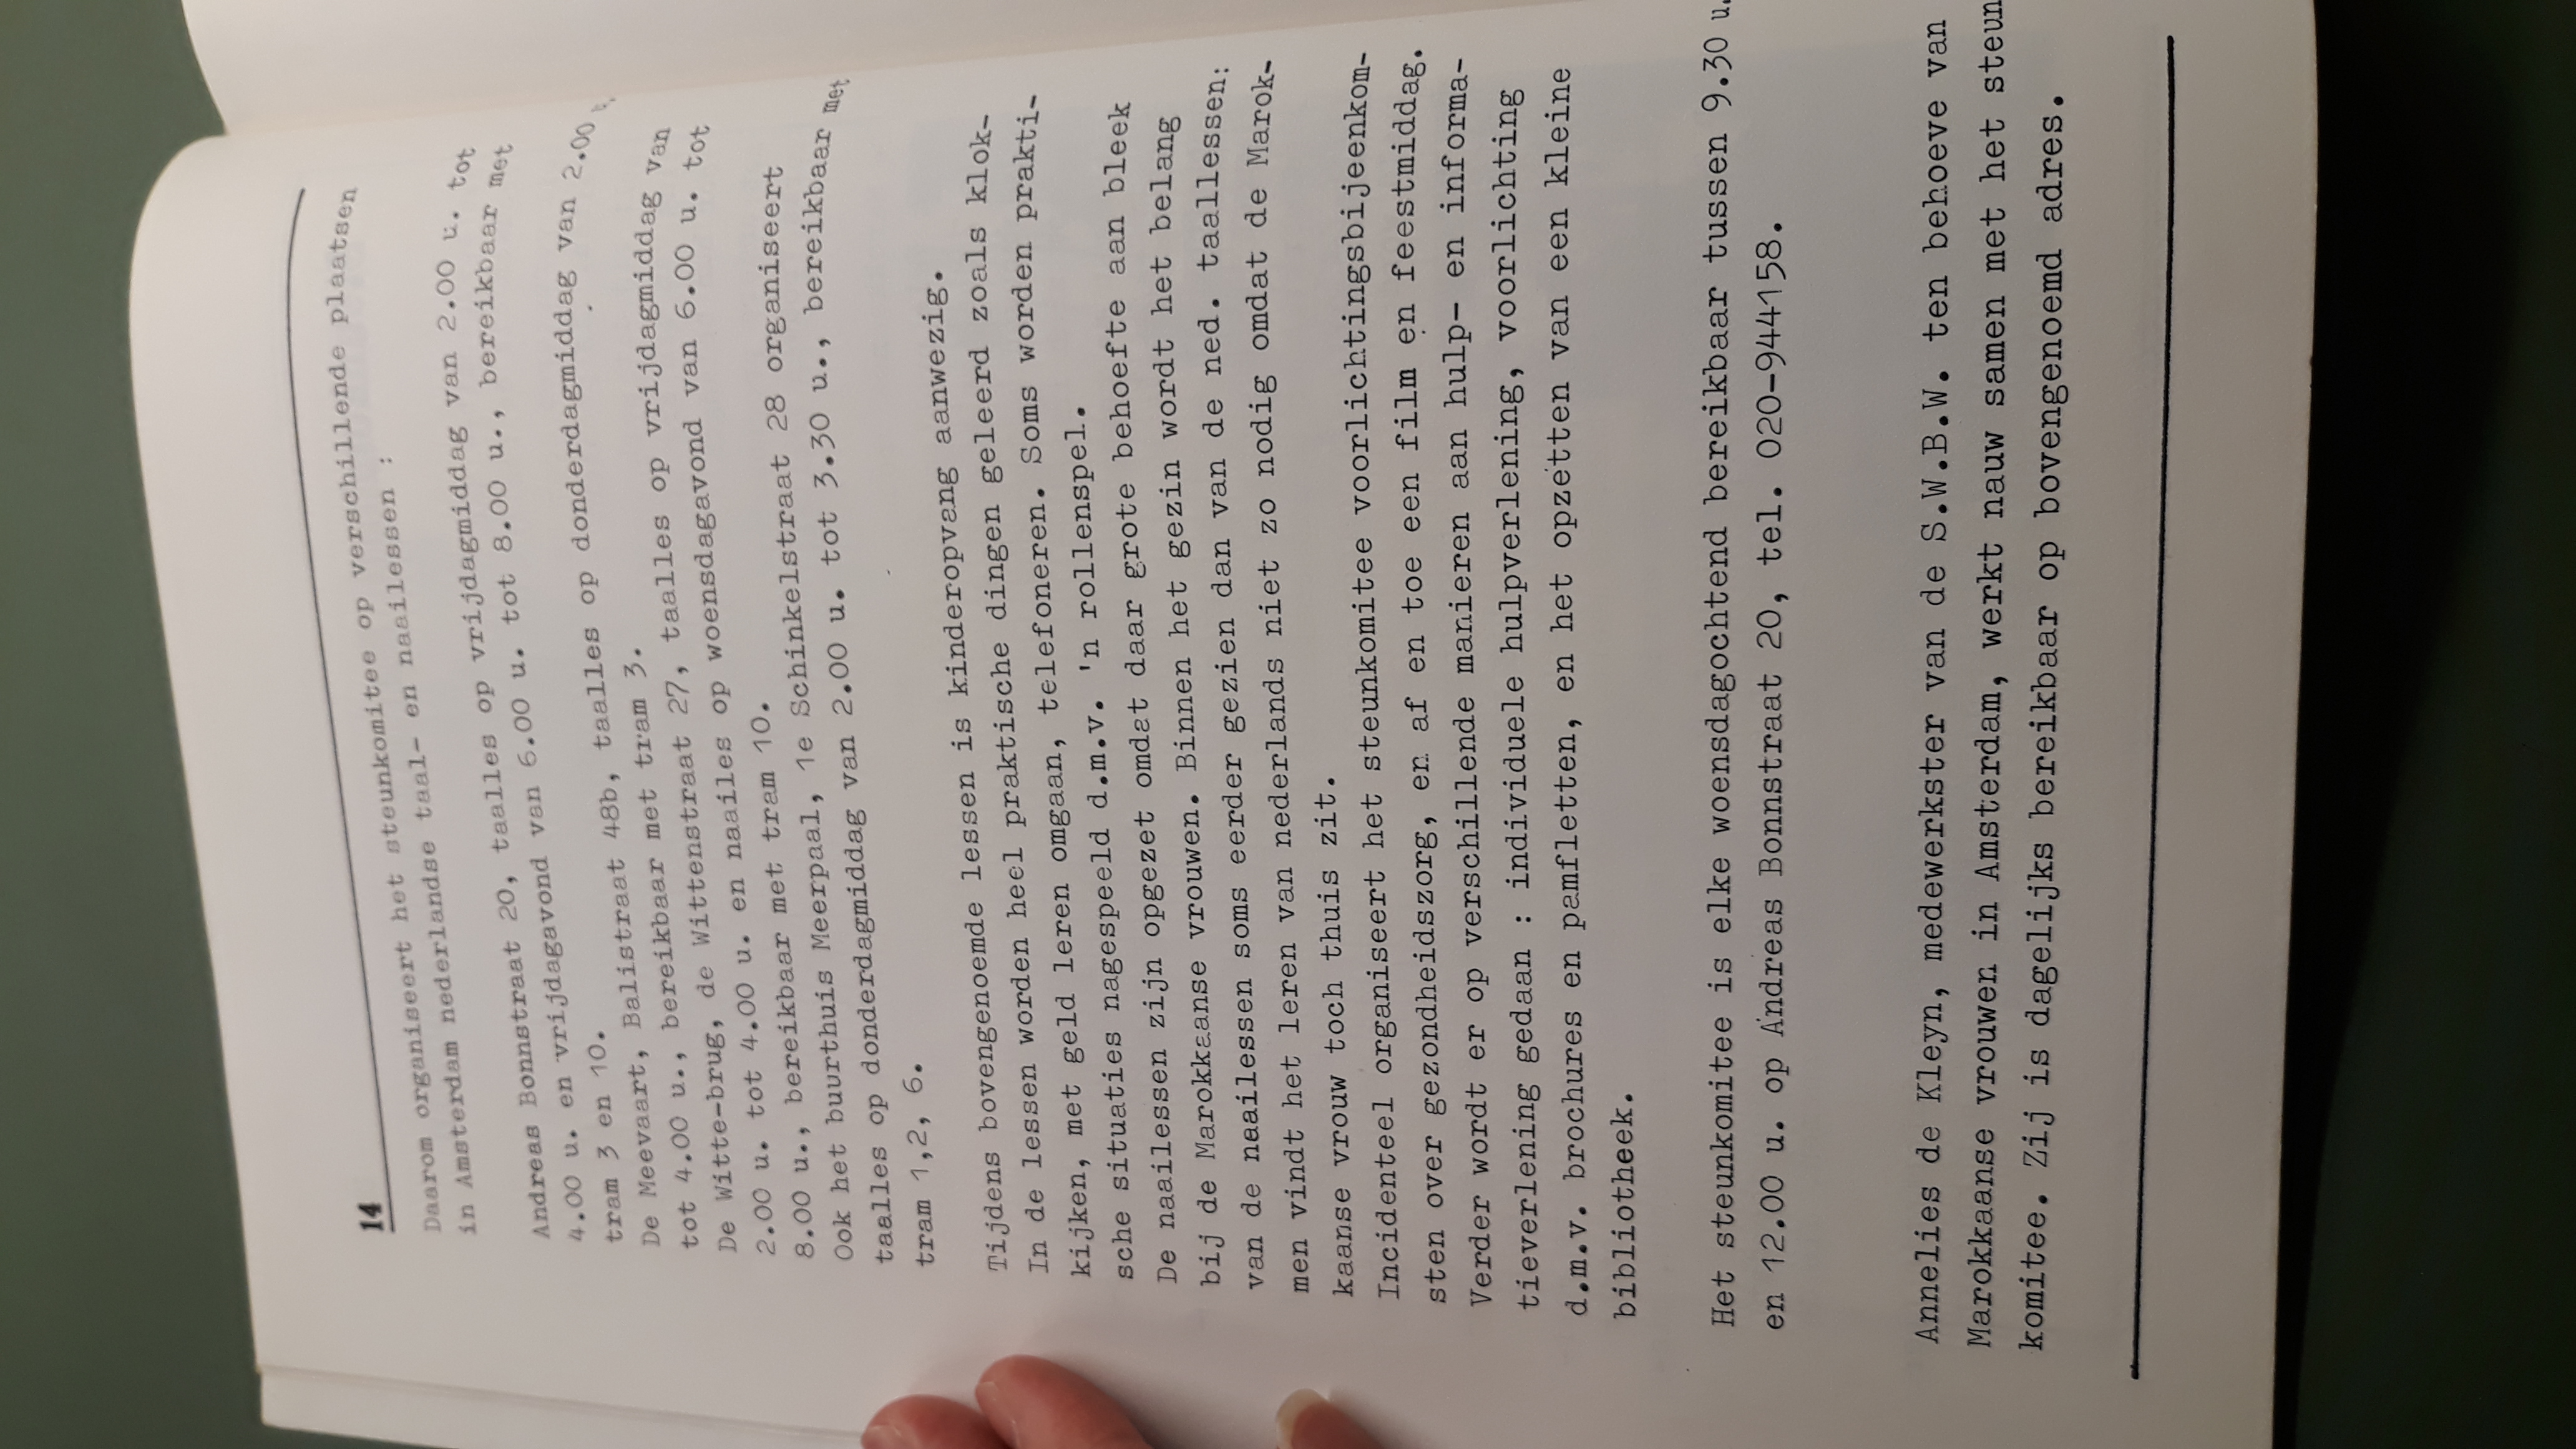 14
Daarom organiseert het steunkomitee op verschillende plaatsen
in Amsterdam nederlandse taal- en naailessen :
Andreas Bonnstraat 20, taalles op vrijdagmiddag van 2.00 u. tot
4.00 u. en vrijdagavond van 6.00 u. tot 8.00 u., bereikbaar met
tram 3 en 10.
De Meevaart, Balistraat 48b, taalles op donderdagmiddag van 2.00 u.
tot 4.00 u., bereikbaar met tram 3.
De Witte-brug, de Wittenstraat 27, taalles op vrijdagmiddag van
2.00 u. tot 4.00 u. en naailes op woensdagavond van 6.00 u. tot
8.00 u., bereikbaar met tram 10.
Ook het buurthuis Meerpaal, 1e Schinkelstraat 28 organiseert
taalles op donderdagmiddag van 2.00 u. tot 3.30 u., bereikbaar met
tram 1,2, 6.
Tijdens bovengenoemde lessen is kinderopvang aanwezig.
In de lessen worden heel praktische dingen geleerd zoals klok-
kijken, met geld leren omgaan, telefoneren. Soms worden prakti-
sche situaties nagespeeld d.m.v. 'n rollenspel.
De naailessen zijn opgezet omdat daar grote behoefte aan bleek
bij de Marokkaanse vrouwen. Binnen het gezin wordt het belang
van de naailessen soms eerder gezien dan van de ned. taallessen:
men vindt het leren van nederlands niet zo nodig omdat de Marok-
kaanse vrouw toch thuis zit.
Incidenteel organiseert het steunkomitee voorlichtingsbijeenkom-
sten over gezondheidszorg, en af en toe een film en feestmiddag.
Verder wordt er op verschillende manieren aan hulp- en informa-
tieverlening gedaan : individuele hulpverlening, voorlichting
d.m.v. brochures en pamfletten, en het opzetten van een kleine
bibliotheek.
Het steunkomitee is elke woensdagochtend bereikbaar tussen 9.30 u.
en 12.00 u. op Andreas Bonnstraat 20, tel. 020-944158.
Annelies de Kleyn, medewerkster van de S.W.B.W. ten behoeve van
Marokkaanse vrouwen in Amsterdam, werkt nauw samen met het steun
komitee. Zij is dagelijks bereikbaar op bovengenoemd adres.